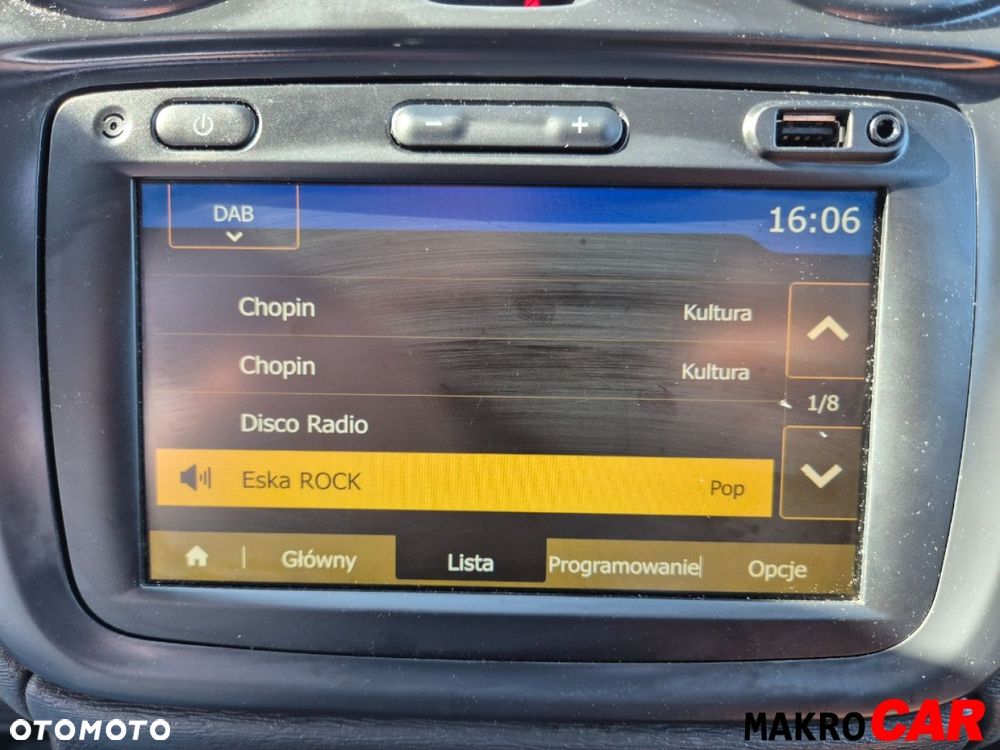 DAB
16:06
Chopin Kultura
Chopin Kultura
1/8
Disco Radio
Eska ROCK Pop
Główny Lista Programowanie Opcje
OTOMOTO
MAKROCAR